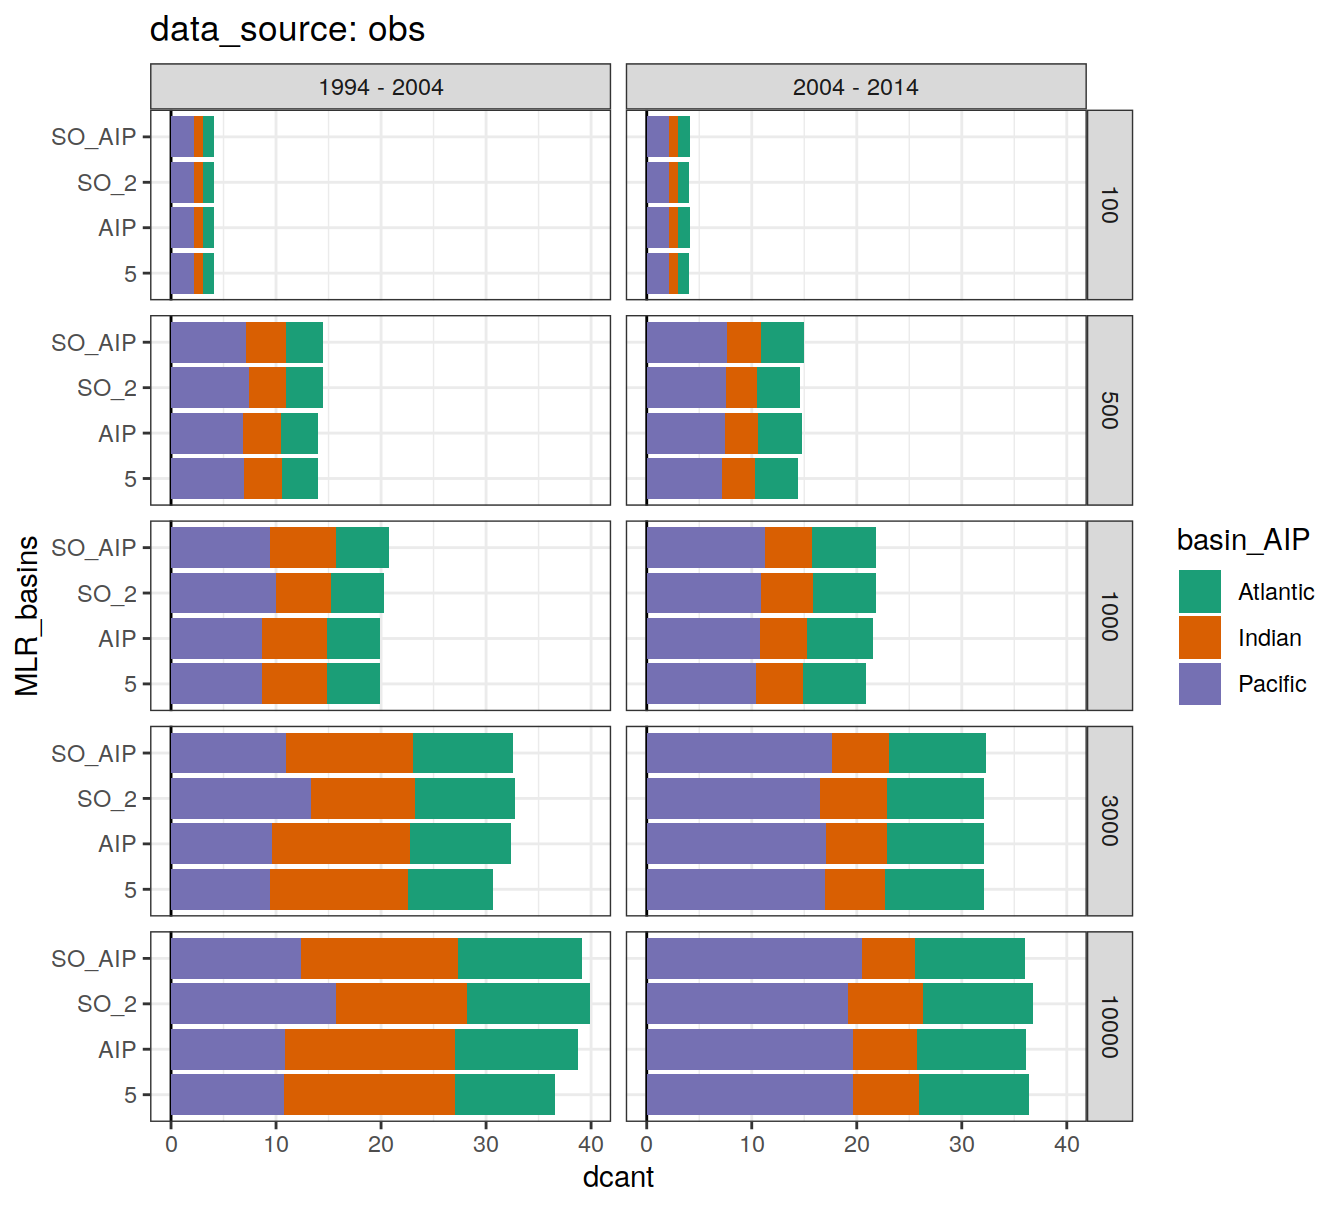 data_source: obs
1994 - 2004
2004 - 2014
SO_AIP
SO_2
AIP
5
100
SO_AIP
SO_2
AIP
5
500
SO_AIP
SO_2
AIP
5
1000
SO_AIP
SO_2
AIP
5
3000
SO_AIP
SO_2
AIP
5
10000
MLR_basins
0 10 20 30 40
0 10 20 30 40
dcant
basin_AIP
Atlantic
Indian
Pacific